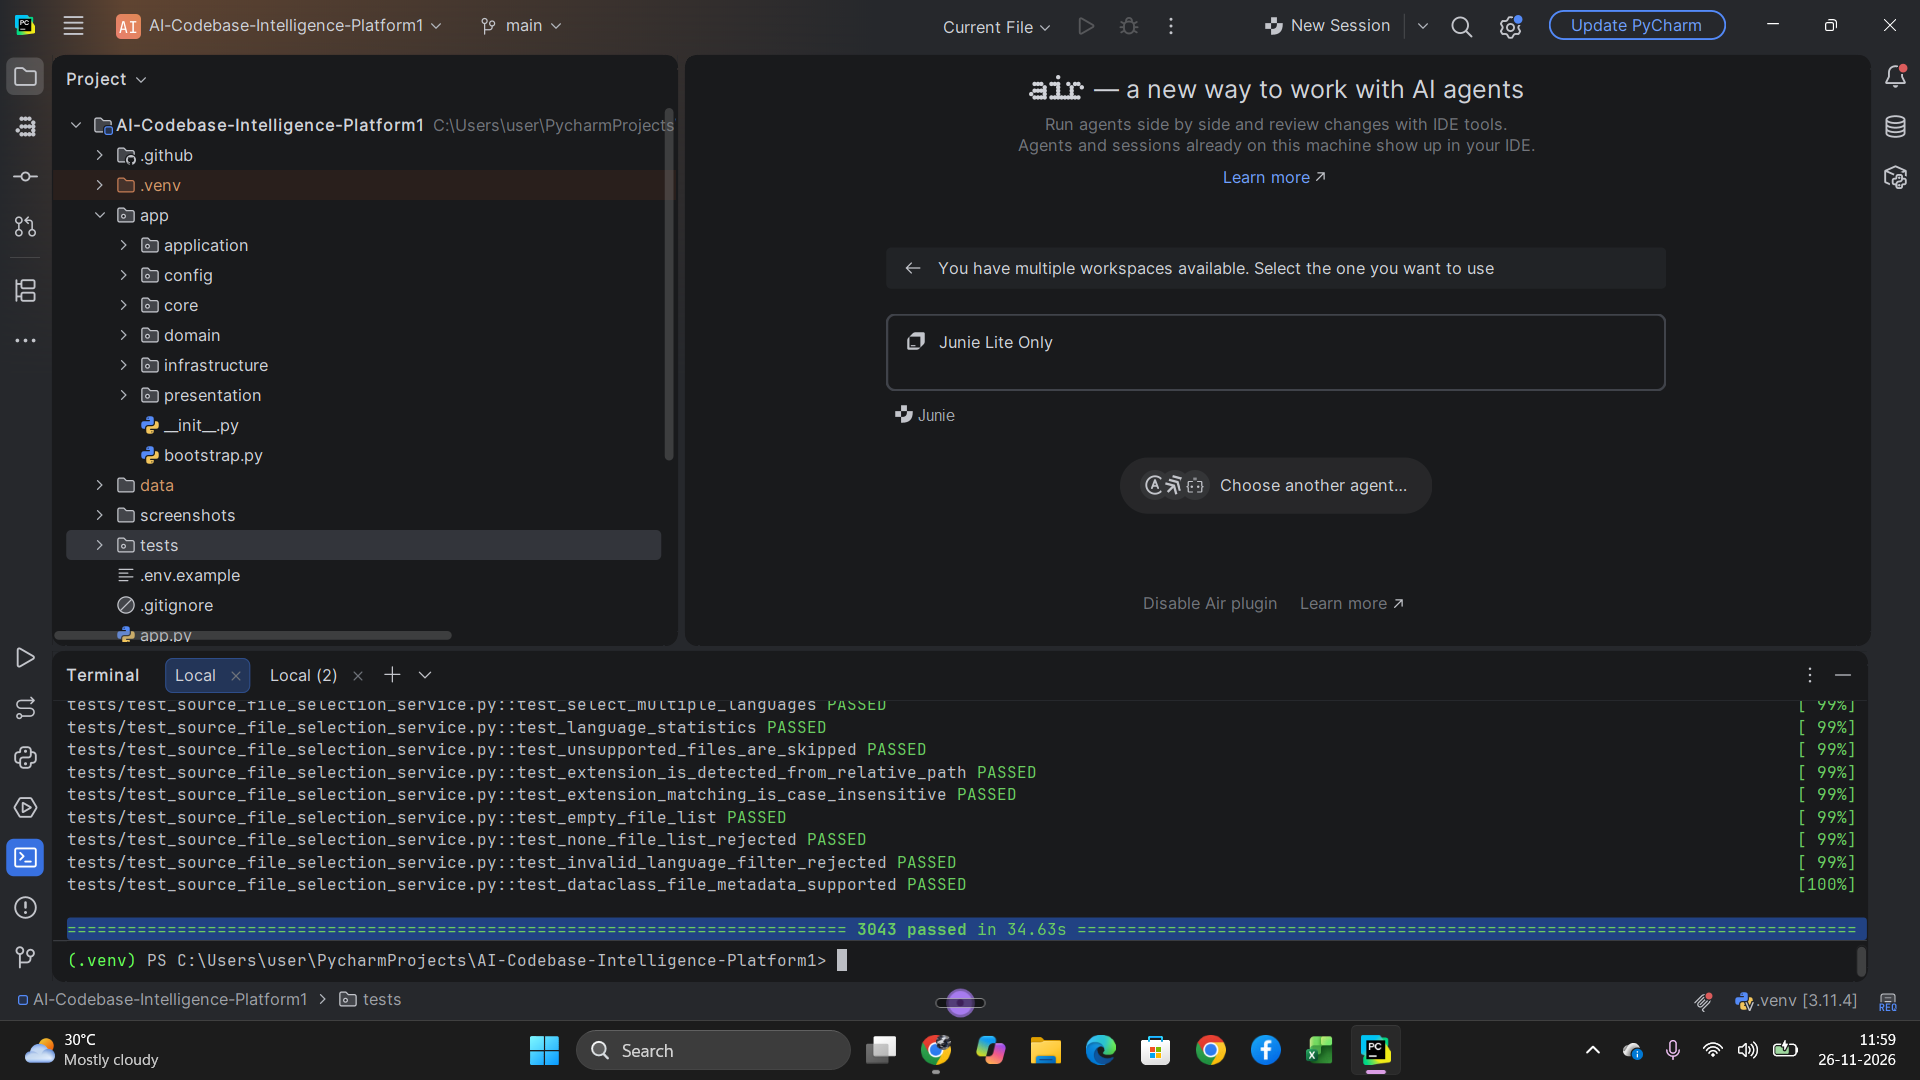 AI AI-Codebase-Intelligence-Platform1
main
Current File
New Session
Update PyCharm
Project
AI-Codebase-Intelligence-Platform1 C:\Users\user\PycharmProjects
.github
.venv
app
application
config
core
domain
infrastructure
presentation
__init__.py
bootstrap.py
data
screenshots
tests
.env.example
.gitignore
app.py
air — a new way to work with AI agents
Run agents side by side and review changes with IDE tools.
Agents and sessions already on this machine show up in your IDE.
Learn more ↗
← You have multiple workspaces available. Select the one you want to use
Junie Lite Only
Junie
Choose another agent...
Disable Air plugin Learn more ↗
Terminal Local Local (2)
tests/test_source_file_selection_service.py::test_select_multiple_languages PASSED [ 99%]
tests/test_source_file_selection_service.py::test_language_statistics PASSED [ 99%]
tests/test_source_file_selection_service.py::test_unsupported_files_are_skipped PASSED [ 99%]
tests/test_source_file_selection_service.py::test_extension_is_detected_from_relative_path PASSED [ 99%]
tests/test_source_file_selection_service.py::test_extension_matching_is_case_insensitive PASSED [ 99%]
tests/test_source_file_selection_service.py::test_empty_file_list PASSED [ 99%]
tests/test_source_file_selection_service.py::test_none_file_list_rejected PASSED [ 99%]
tests/test_source_file_selection_service.py::test_invalid_language_filter_rejected PASSED [ 99%]
tests/test_source_file_selection_service.py::test_dataclass_file_metadata_supported PASSED [100%]
============================================================================== 3043 passed in 34.63s ==============================================================================
(.venv) PS C:\Users\user\PycharmProjects\AI-Codebase-Intelligence-Platform1>
AI-Codebase-Intelligence-Platform1 > tests
.venv [3.11.4]
REQ
30°C
Mostly cloudy
Search
11:59
26-11-2026